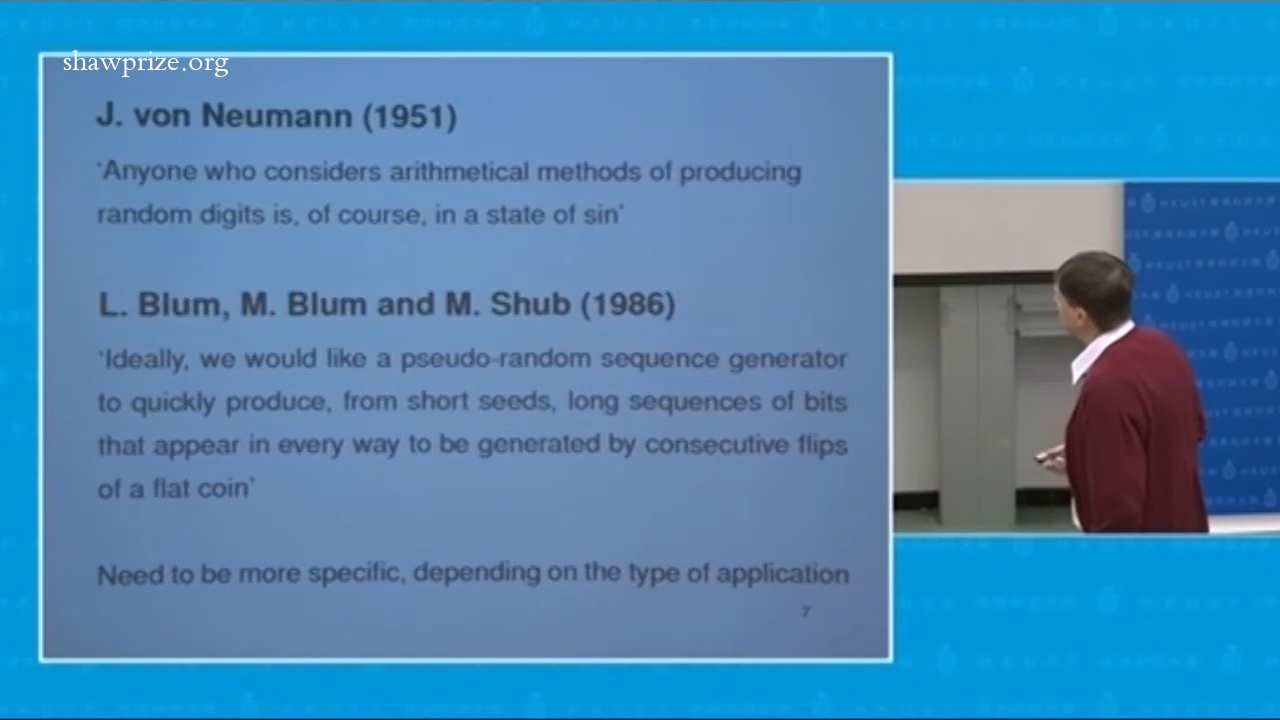 shawprize.org
J. von Neumann (1951)
'Anyone who considers arithmetical methods of producing
random digits is, of course, in a state of sin'
L. Blum, M. Blum and M. Shub (1986)
'Ideally, we would like a pseudo-random sequence generator
to quickly produce, from short seeds, long sequences of bits
that appear in every way to be generated by consecutive flips
of a flat coin'
Need to be more specific, depending on the type of application
7